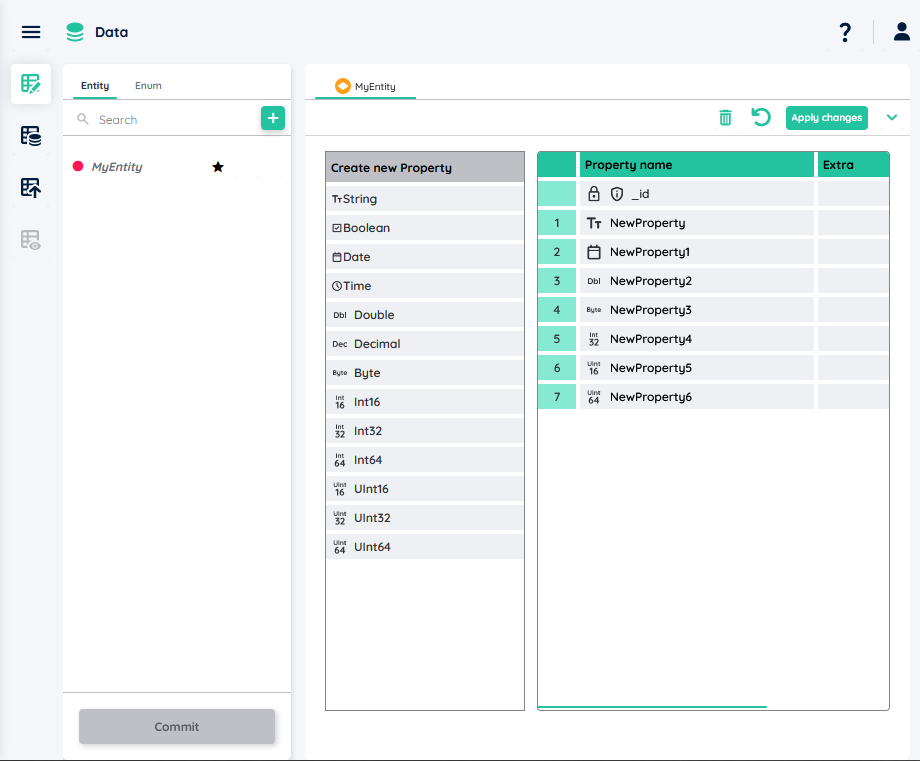 Data
?
Entity Enum
Search
MyEntity
Commit
MyEntity
Apply changes
Create new Property
TT String
Boolean
Date
Time
Dbl Double
Dec Decimal
Byte Byte
Int 16 Int16
Int 32 Int32
Int 64 Int64
UInt 16 UInt16
UInt 32 UInt32
UInt 64 UInt64
Property name Extra
_id
1 TT NewProperty
2 NewProperty1
3 Dbl NewProperty2
4 Byte NewProperty3
5 Int 32 NewProperty4
6 UInt 16 NewProperty5
7 UInt 64 NewProperty6